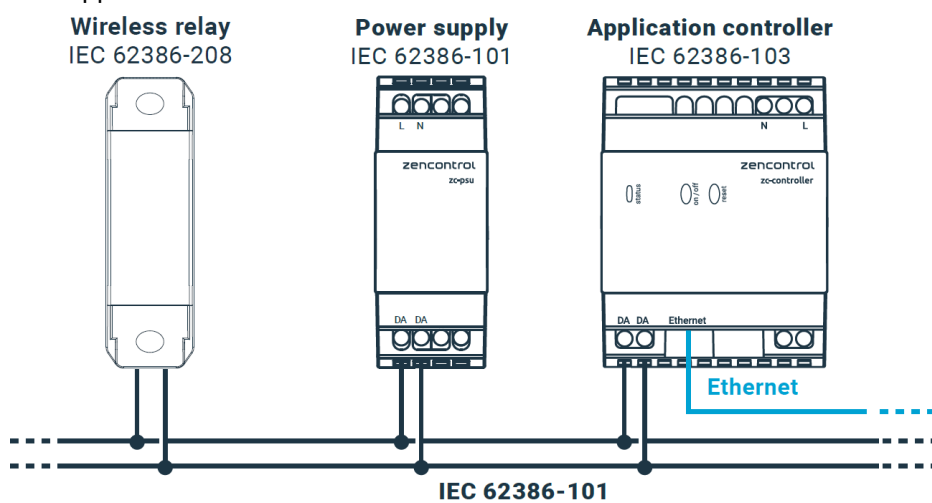 Wireless relay
IEC 62386-208
Power supply
IEC 62386-101
Application controller
IEC 62386-103
L N
N L
zencontrol
zc-psu
zencontrol
zc-controller
status
on / off
reset
DA DA
DA DA Ethernet
Ethernet
IEC 62386-101